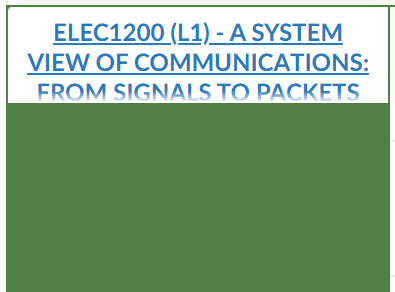 ELEC1200 (L1) - A SYSTEM
VIEW OF COMMUNICATIONS:
FROM SIGNALS TO PACKETS